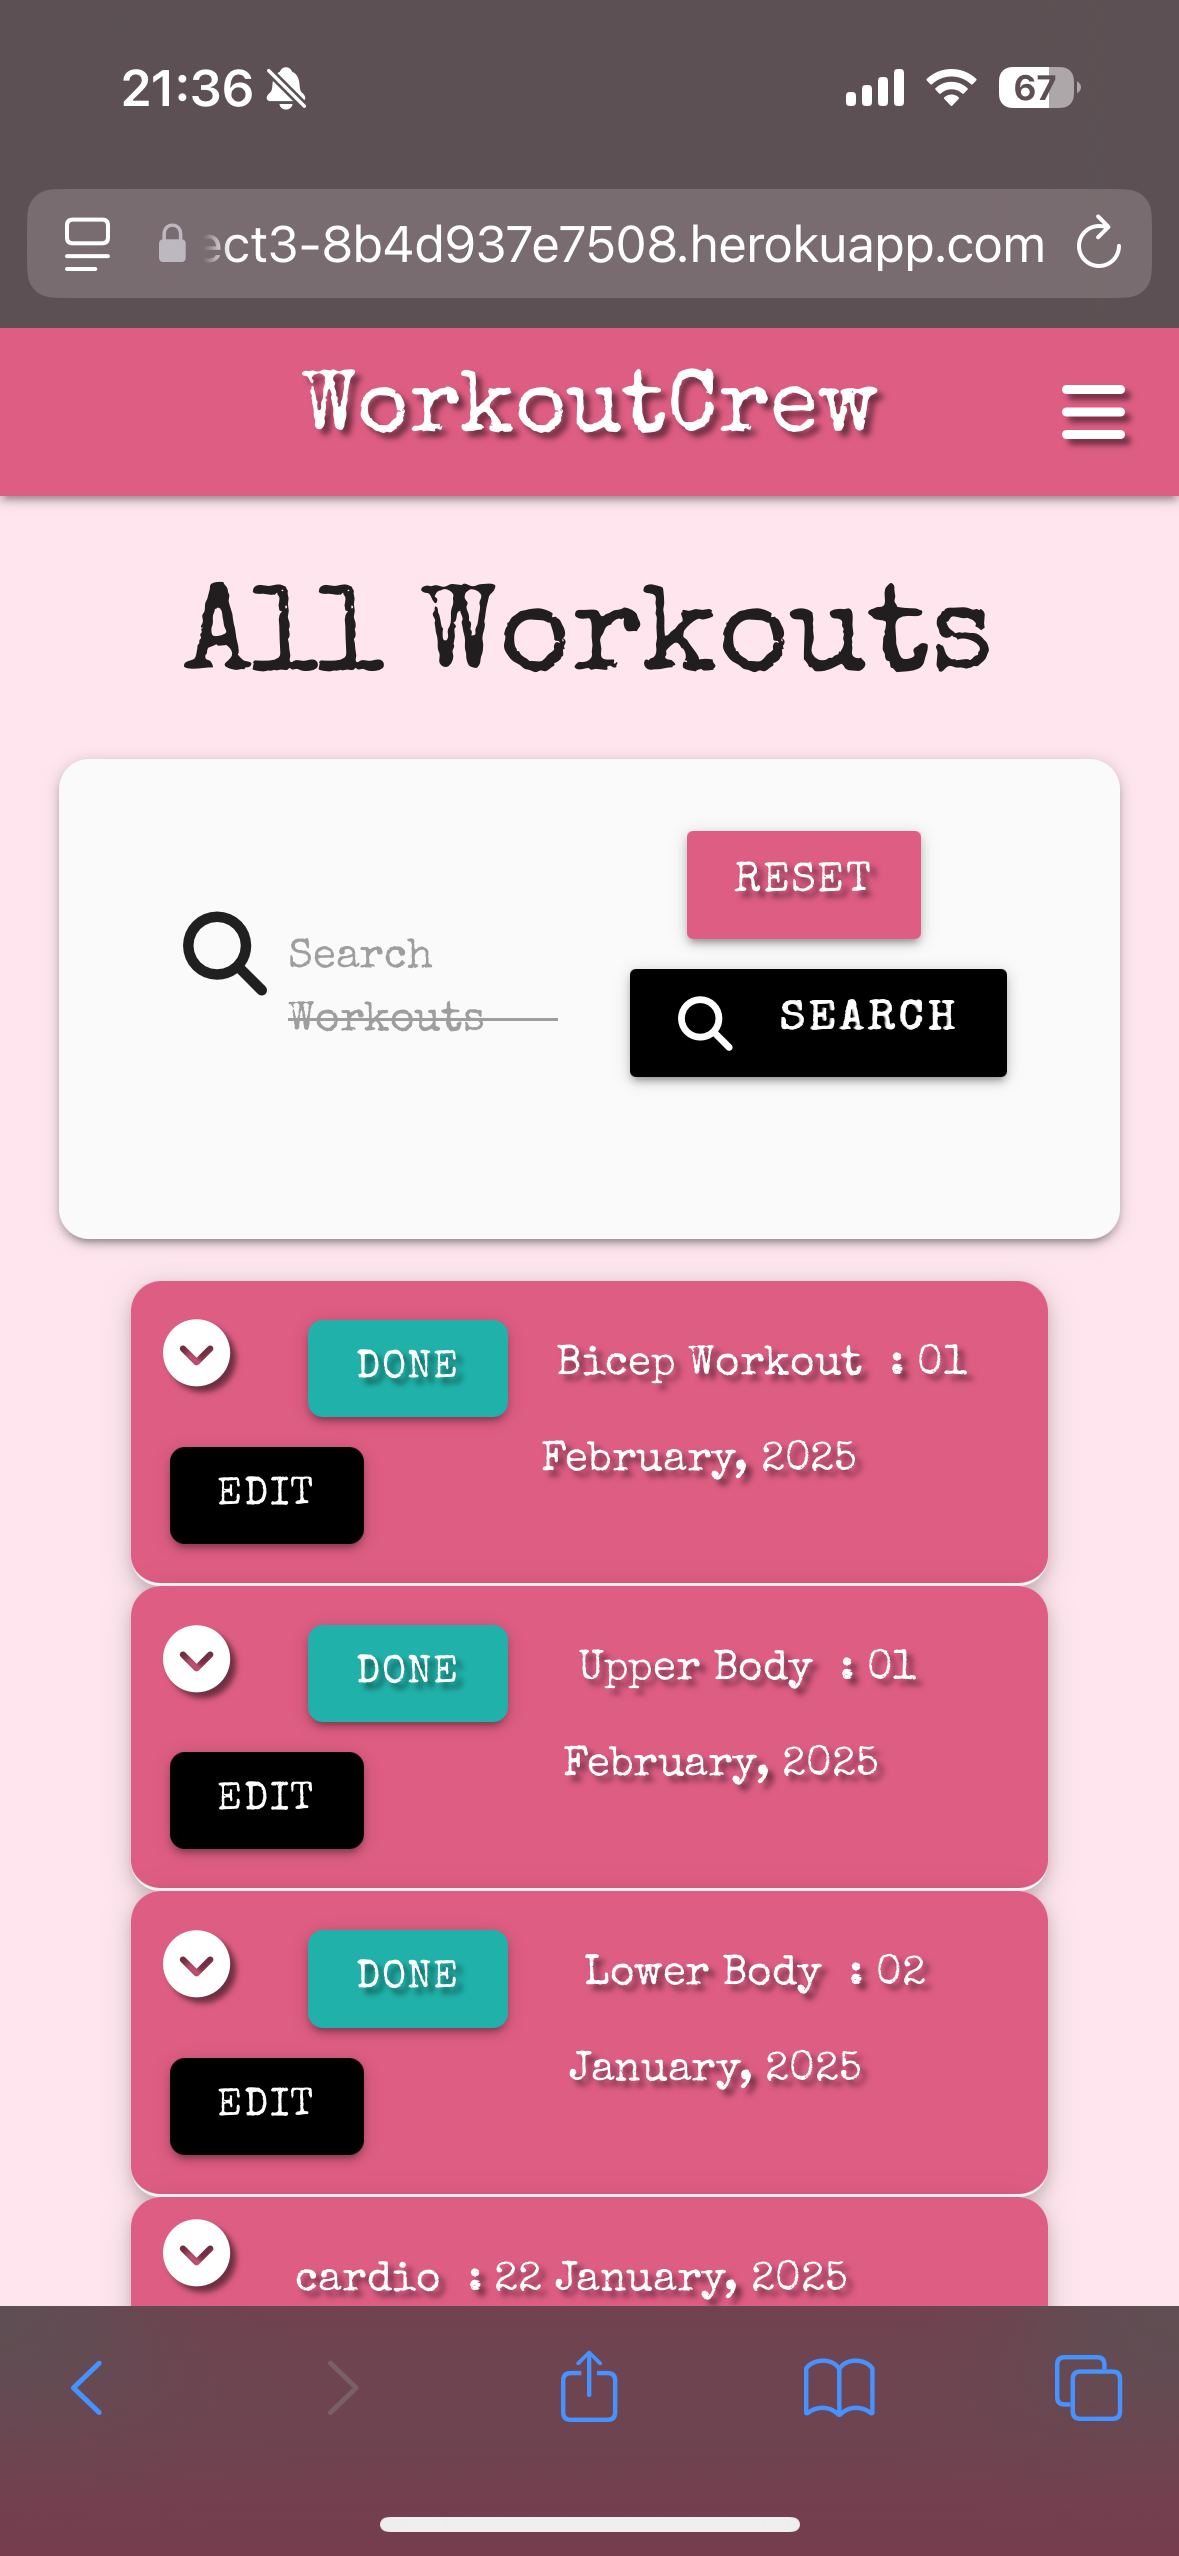 21:36
67
ect3-8b4d937e7508.herokuapp.com
WorkoutCrew
All Workouts
RESET
Search
Workouts
SEARCH
DONE
Bicep Workout : 01
February, 2025
EDIT
DONE
Upper Body : 01
February, 2025
EDIT
DONE
Lower Body : 02
January, 2025
EDIT
cardio : 22 January, 2025